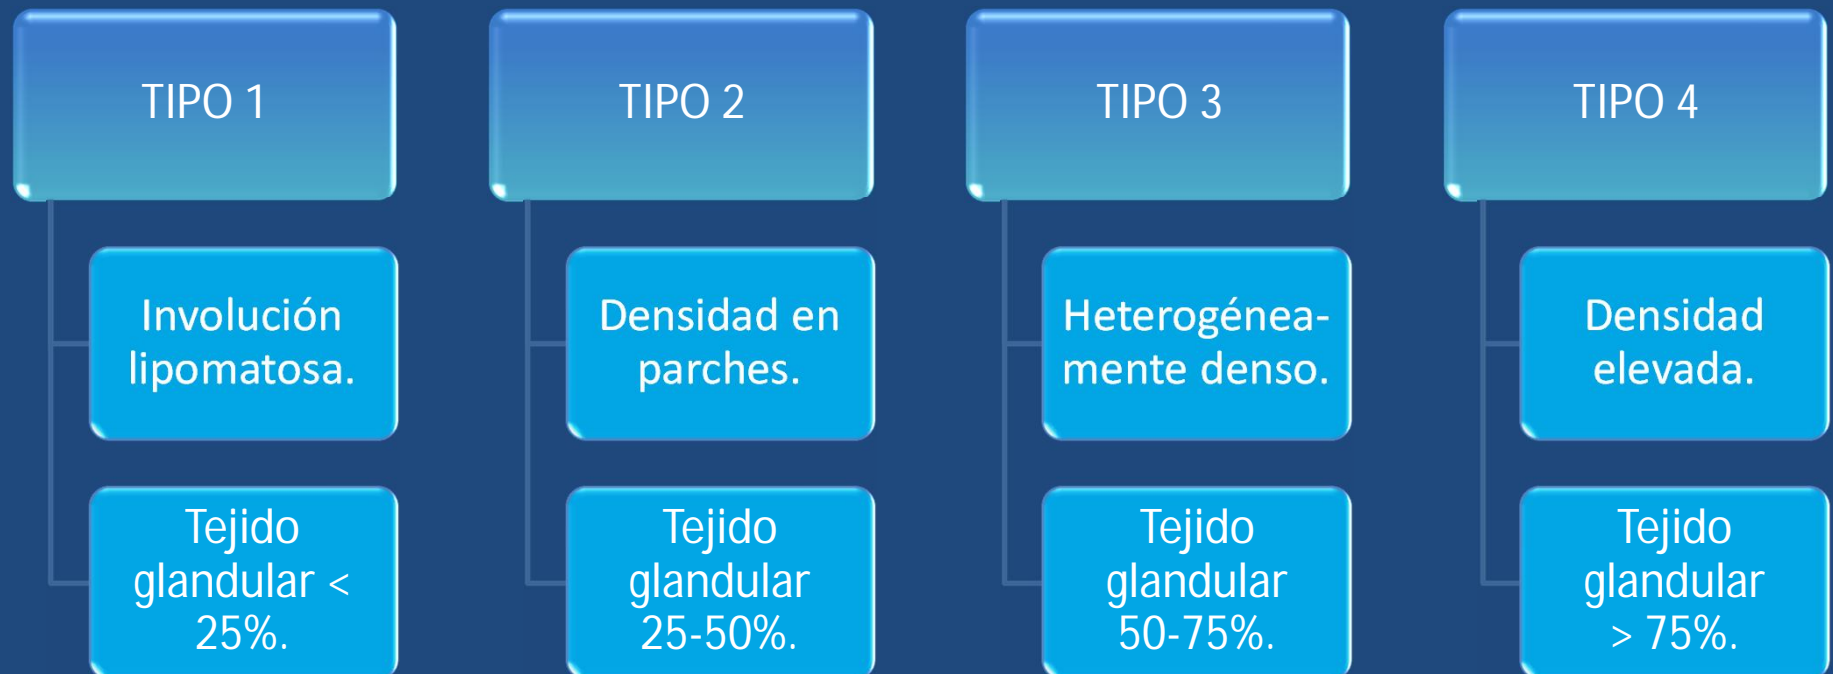 TIPO 1
Involución
lipomatosa.
Tejido
glandular <
25%.
TIPO 2
Densidad en
parches.
Tejido
glandular
25-50%.
TIPO 3
Heterogénea-
mente denso.
Tejido
glandular
50-75%.
TIPO 4
Densidad
elevada.
Tejido
glandular
> 75%.